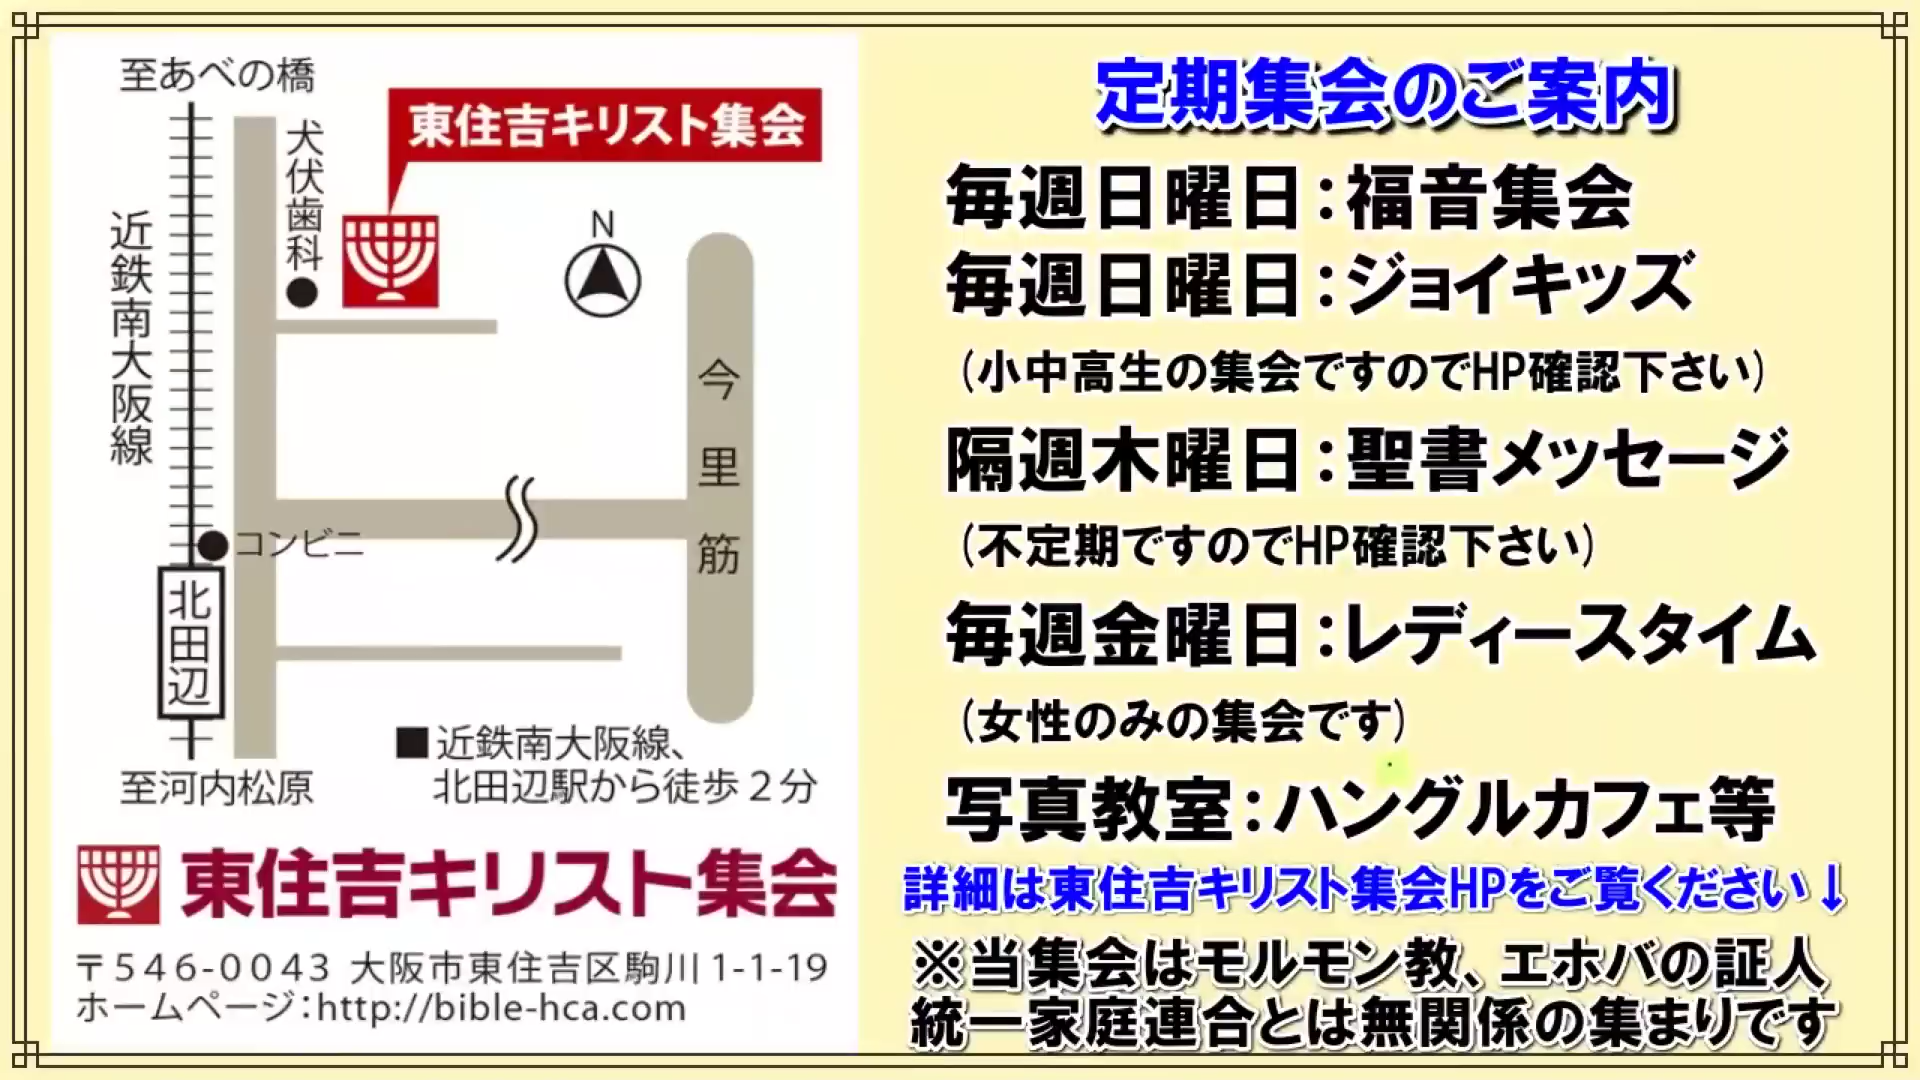 至あべの橋
東住吉キリスト集会
犬伏歯科
近鉄南大阪線
N
今里筋
コンビニ
北田辺
■近鉄南大阪線、
北田辺駅から徒歩２分
至河内松原
東住吉キリスト集会
〒546-0043 大阪市東住吉区駒川1-1-19
ホームページ：http://bible-hca.com
定期集会のご案内
毎週日曜日：福音集会
毎週日曜日：ジョイキッズ
（小中高生の集会ですのでHP確認下さい）
隔週木曜日：聖書メッセージ
（不定期ですのでHP確認下さい）
毎週金曜日：レディースタイム
（女性のみの集会です）
写真教室：ハングルカフェ等
詳細は東住吉キリスト集会HPをご覧ください↓
※当集会はモルモン教、エホバの証人
統一家庭連合とは無関係の集まりです